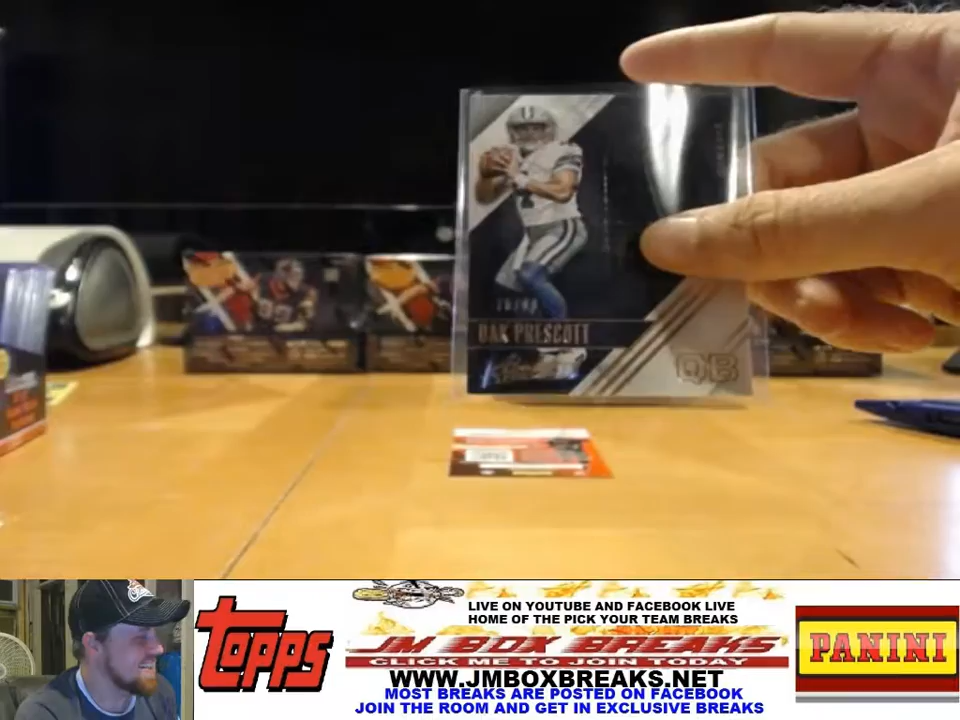 DAK PRESCOTT
QB
TOPPS
LIVE ON YOUTUBE AND FACEBOOK LIVE
HOME OF THE PICK YOUR TEAM BREAKS
JM BOX BREAKS
CLICK ME TO JOIN TODAY
WWW.JMBOXBREAKS.NET
MOST BREAKS ARE POSTED ON FACEBOOK
JOIN THE ROOM AND GET IN EXCLUSIVE BREAKS
PANINI